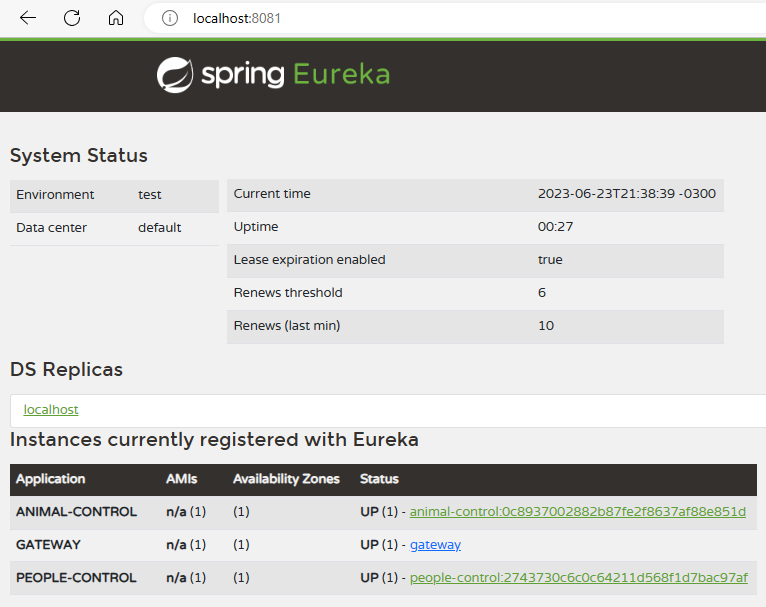 localhost:8081
spring Eureka
System Status
Environment test
Data center default
Current time 2023-06-23T21:38:39 -0300
Uptime 00:27
Lease expiration enabled true
Renews threshold 6
Renews (last min) 10
DS Replicas
localhost
Instances currently registered with Eureka
Application AMIs Availability Zones Status
ANIMAL-CONTROL n/a (1) (1) UP (1) - animal-control:0c8937002882b87fe2f8637af88e851d
GATEWAY n/a (1) (1) UP (1) - gateway
PEOPLE-CONTROL n/a (1) (1) UP (1) - people-control:2743730c6c0c64211d568f1d7bac97af